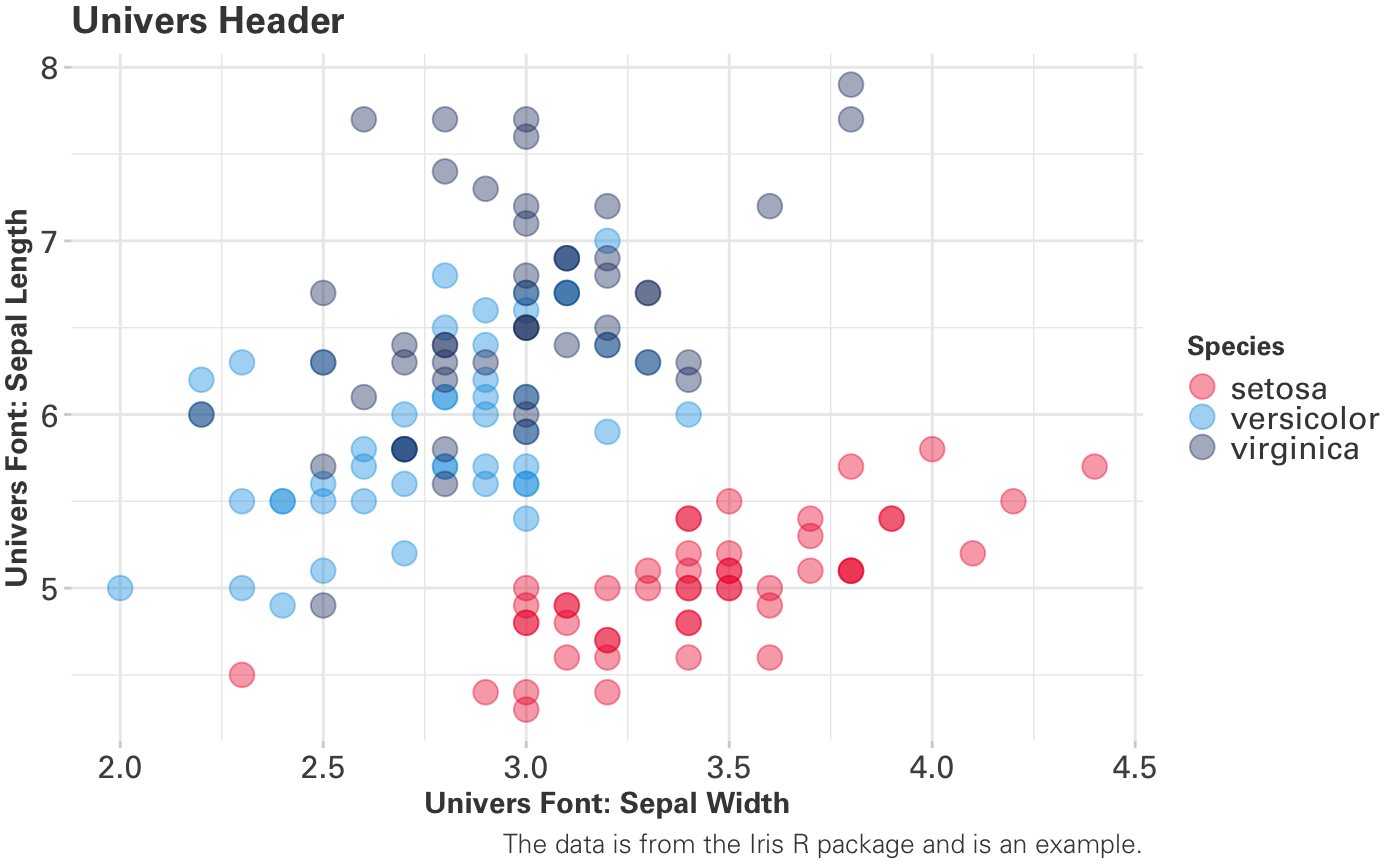 Univers Header
Univers Font: Sepal Length
8
7
6
5
2.0 2.5 3.0 3.5 4.0 4.5
Univers Font: Sepal Width
Species
setosa
versicolor
virginica
The data is from the Iris R package and is an example.